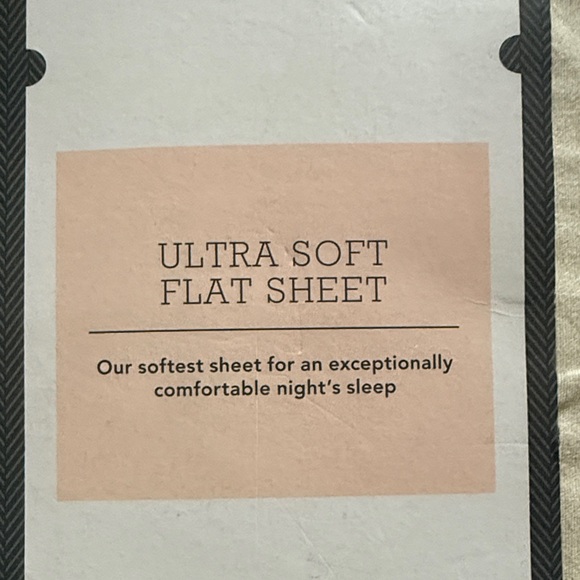 ULTRA SOFT
FLAT SHEET
Our softest sheet for an exceptionally
comfortable night's sleep